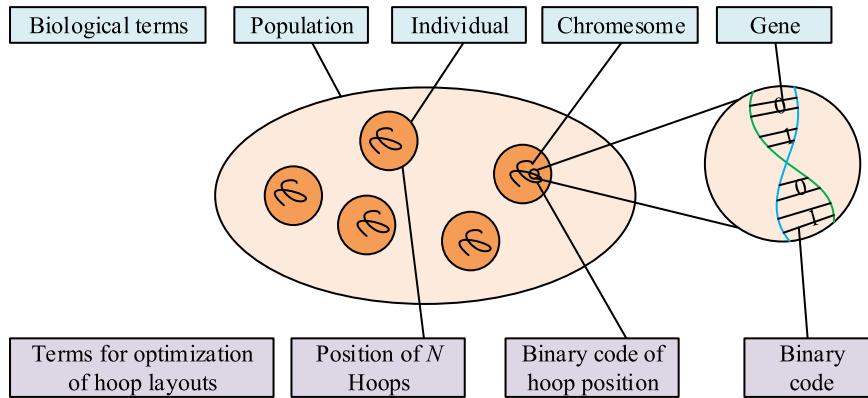 Biological terms
Population
Individual
Chromesome
Gene
0
1
0
1
Terms for optimization
of hoop layouts
Position of N
Hoops
Binary code of
hoop position
Binary
code